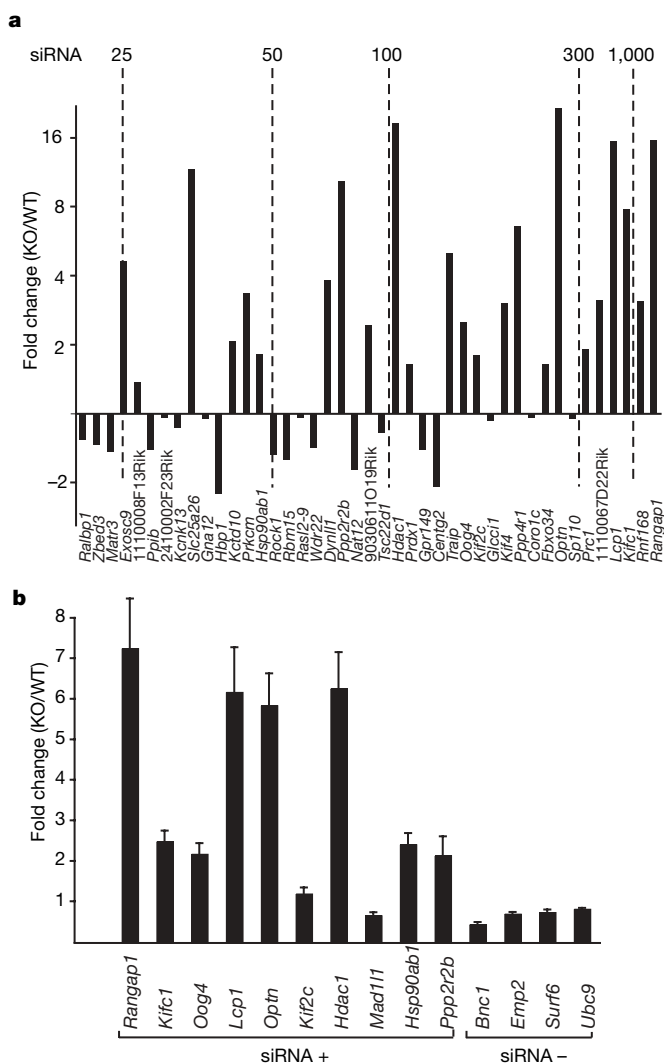 a
siRNA 25 50 100 300 1,000
Fold change (KO/WT)
16
8
4
2
–2
Ralbp1
Zbed3
Matr3
Exosc9
1110008F13Rik
Ppib
2410002F23Rik
Kcnk13
Slc25a26
Gna12
Hbp1
Kctd10
Prkcm
Hsp90ab1
Rock1
Rbm15
Rasl2-9
Wdr22
Dynll1
Ppp2r2b
Nat12
9030611O19Rik
Tsc22d1
Hdac1
Prdx1
Gpr149
Centg2
Traip
Oog4
Kif2c
Glcci1
Kif4
Ppp4r1
Coro1c
Fbxo34
Optn
Sp110
Prc1
1110067D22Rik
Lcp1
Kifc1
Rnf168
Rangap1
b
Fold change (KO/WT)
8
7
6
5
4
3
2
1
Rangap1
Kifc1
Oog4
Lcp1
Optn
Kif2c
Hdac1
Mad1l1
Hsp90ab1
Ppp2r2b
Bnc1
Emp2
Surf6
Ubc9
siRNA + siRNA –